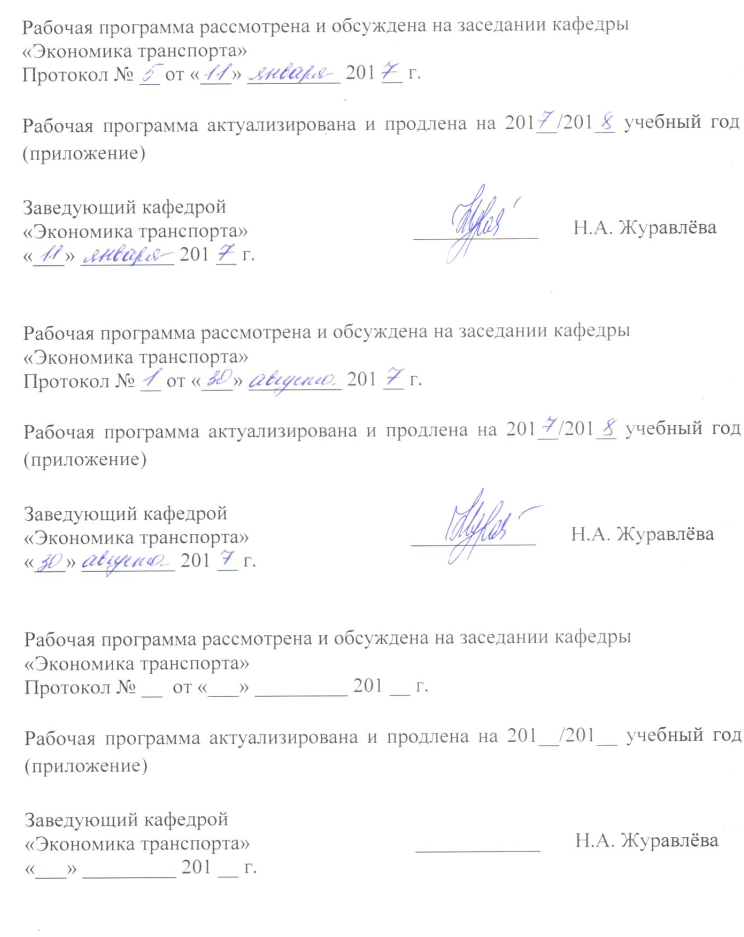 Рабочая программа рассмотрена и обсуждена на заседании кафедры
«Экономика транспорта»
Протокол № 5 от «11» января 2017 г.
Рабочая программа актуализирована и продлена на 2017/2018 учебный год
(приложение)
Заведующий кафедрой
«Экономика транспорта» ____________ Н.А. Журавлёва
«11» января 2017 г.
Рабочая программа рассмотрена и обсуждена на заседании кафедры
«Экономика транспорта»
Протокол № 1 от «30» августа 2017 г.
Рабочая программа актуализирована и продлена на 2017/2018 учебный год
(приложение)
Заведующий кафедрой
«Экономика транспорта» ____________ Н.А. Журавлёва
«30» августа 2017 г.
Рабочая программа рассмотрена и обсуждена на заседании кафедры
«Экономика транспорта»
Протокол № __ от «___» _________ 201 __ г.
Рабочая программа актуализирована и продлена на 201__/201__ учебный год
(приложение)
Заведующий кафедрой
«Экономика транспорта» ____________ Н.А. Журавлёва
«___» _________ 201 __ г.